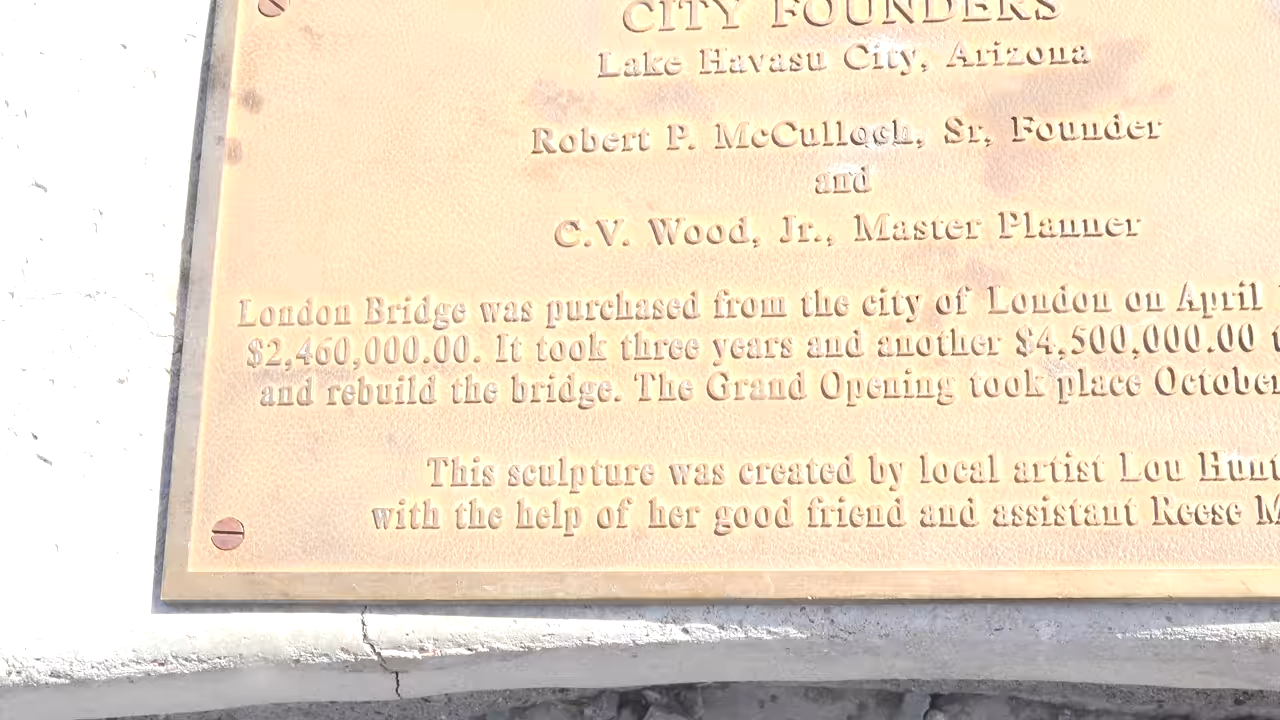 CITY FOUNDERS
Lake Havasu City, Arizona
Robert P. McCulloch, Sr, Founder
and
C.V. Wood, Jr., Master Planner
London Bridge was purchased from the city of London on April
$2,460,000.00. It took three years and another $4,500,000.00
and rebuild the bridge. The Grand Opening took place October
This sculpture was created by local artist Lou
with the help of her good friend and assistant Reese